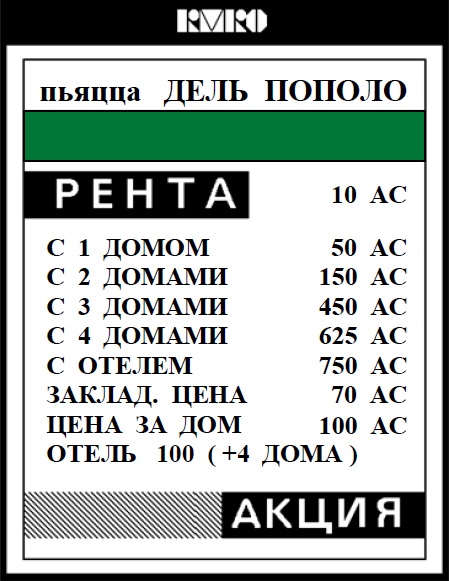 RMRO
пьяцца ДЕЛЬ ПОПОЛО
РЕНТА 10 АС
С 1 ДОМОМ 50 АС
С 2 ДОМАМИ 150 АС
С 3 ДОМАМИ 450 АС
С 4 ДОМАМИ 625 АС
С ОТЕЛЕМ 750 АС
ЗАКЛАД. ЦЕНА 70 АС
ЦЕНА ЗА ДОМ 100 АС
ОТЕЛЬ 100 ( +4 ДОМА )
АКЦИЯ